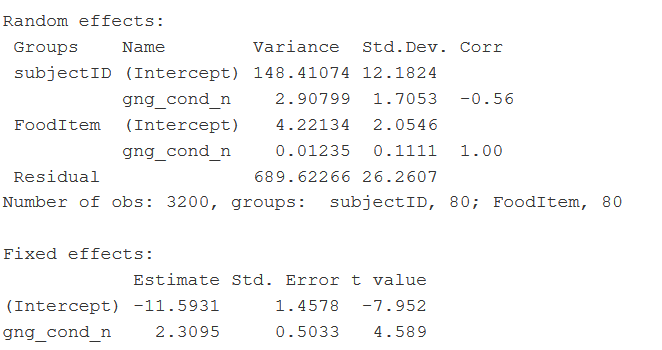 Random effects:
 Groups    Name        Variance  Std.Dev. Corr
 subjectID (Intercept) 148.41074 12.1824
           gng_cond_n    2.90799  1.7053  -0.56
 FoodItem  (Intercept)   4.22134  2.0546
           gng_cond_n    0.01235  0.1111  1.00
 Residual              689.62266 26.2607
Number of obs: 3200, groups:  subjectID, 80; FoodItem, 80

Fixed effects:
            Estimate Std. Error t value
(Intercept) -11.5931     1.4578  -7.952
gng_cond_n    2.3095     0.5033   4.589